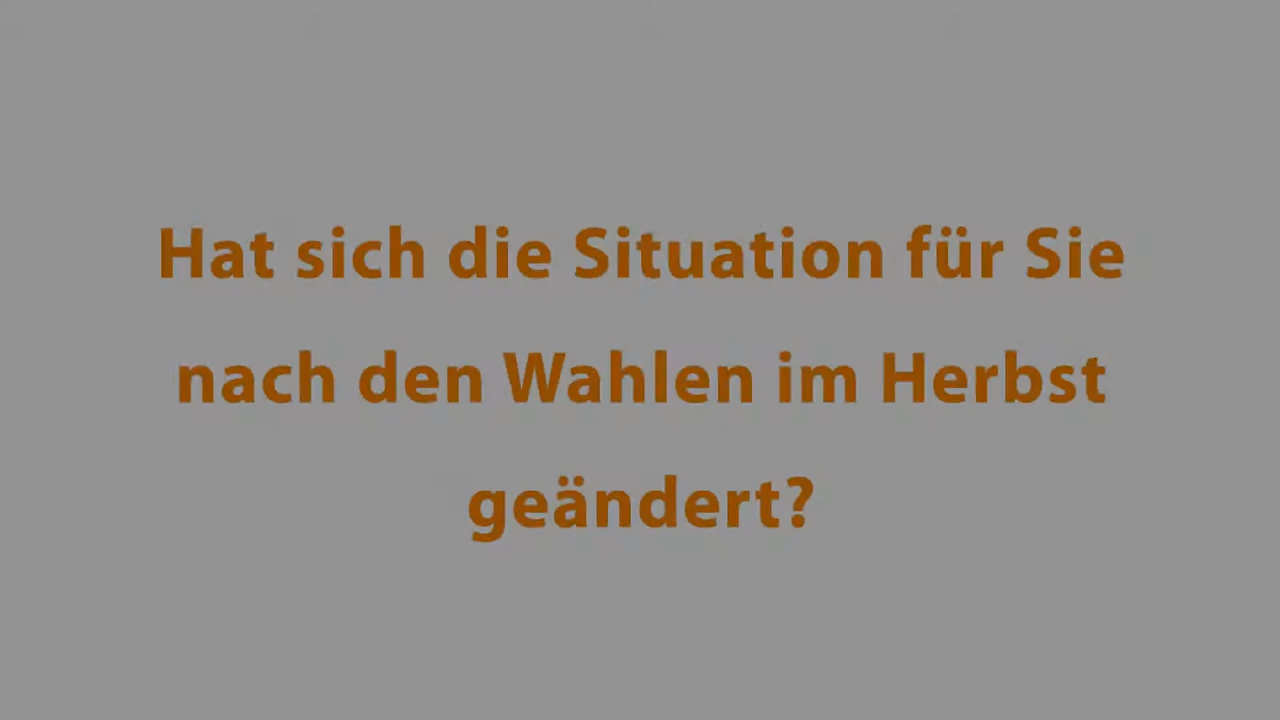 Hat sich die Situation für Sie
nach den Wahlen im Herbst
geändert?